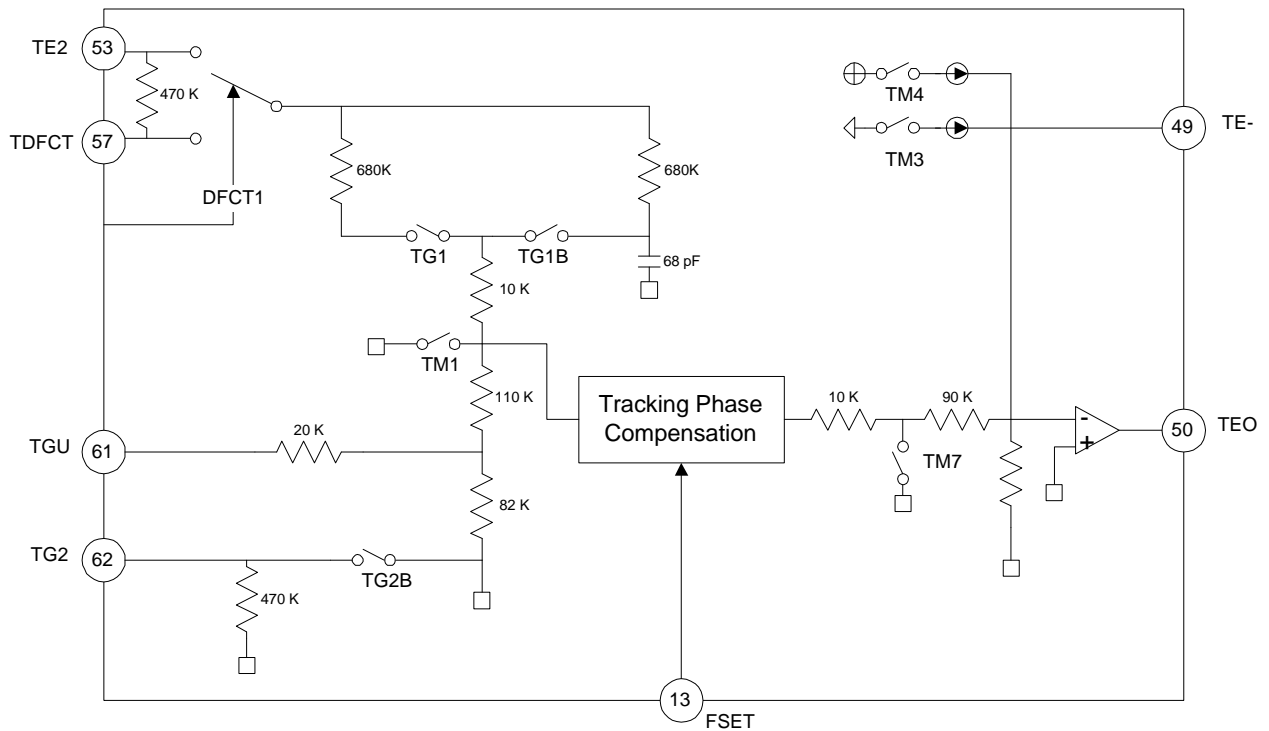 TE2
53
470 K
TDFCT
57
DFCT1
680K
680K
TG1
TG1B
68 pF
10 K
TM1
110 K
TGU
61
20 K
82 K
TG2
62
TG2B
470 K
Tracking Phase
Compensation
10 K
90 K
TM7
TM4
TM3
49
TE-
-
+
50
TEO
13
FSET